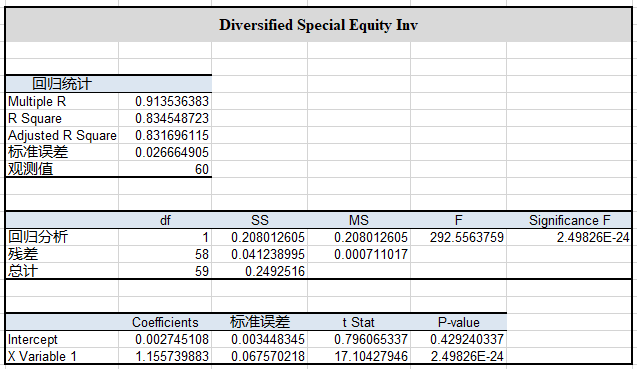 Diversified Special Equity Inv
回归统计
Multiple R 0.913536383
R Square 0.834548723
Adjusted R Square 0.831696115
标准误差 0.026664905
观测值 60
df SS MS F Significance F
回归分析 1 0.208012605 0.208012605 292.5563759 2.49826E-24
残差 58 0.041238995 0.000711017
总计 59 0.2492516
Coefficients 标准误差 t Stat P-value
Intercept 0.002745108 0.003448345 0.796065337 0.429240337
X Variable 1 1.155739883 0.067570218 17.10427946 2.49826E-24